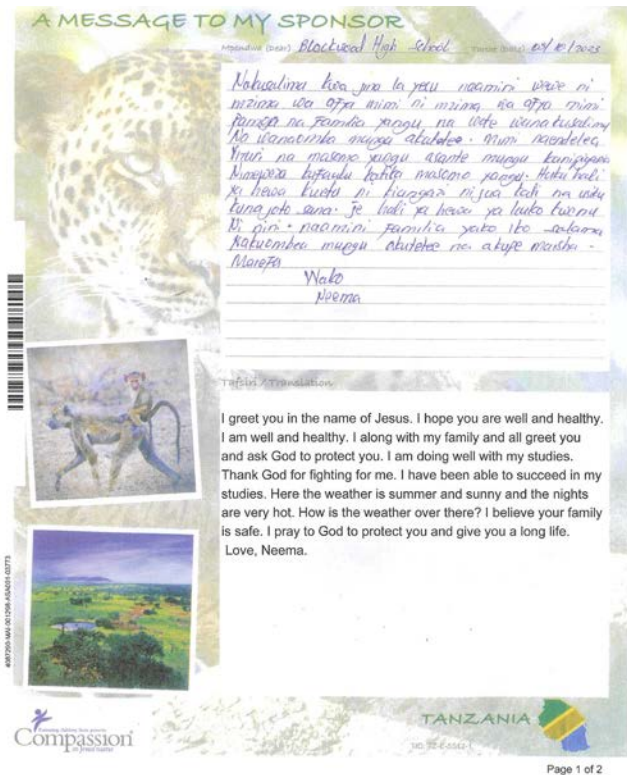 A MESSAGE TO MY SPONSOR
Mpendwa (Dear) Blackwood High School Tarehe (Date) 03/10/2023
Nakusalimu kwa jina la yesu naamini wewe ni
mzima wa afya mimi ni mzima wa afya mimi
Pamoja na Familia yangu na wote wanakusalimu
Na wanaomba mungu akutetee. Mimi naendelea
Vizuri na masomo yangu asante mungu kunipigania
Nimeweza kufaulu katika masomo yangu. Huku hali
ya hewa kwetu ni kiangazi nijua kali na usiku
kuna joto sana. Je hali ya hewa ya huko kwenu
Ni nini. naamini Familia yako iko salama
Nakuombea mungu akutetee na akupe maisha -
Marefu
Wako
Neema
Tafsiri / Translation
I greet you in the name of Jesus. I hope you are well and healthy.
I am well and healthy. I along with my family and all greet you
and ask God to protect you. I am doing well with my studies.
Thank God for fighting for me. I have been able to succeed in my
studies. Here the weather is summer and sunny and the nights
are very hot. How is the weather over there? I believe your family
is safe. I pray to God to protect you and give you a long life.
Love, Neema.
Compassion
in Jesus' name
TANZANIA
Page 1 of 2